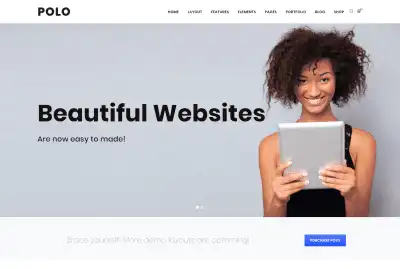 POLO
HOME LAYOUT FEATURES ELEMENTS PAGES PORTFOLIO BLOG SHOP
Beautiful Websites
Are now easy to made!
Brace yourself! More demo layouts are comming!
PURCHASE POLO